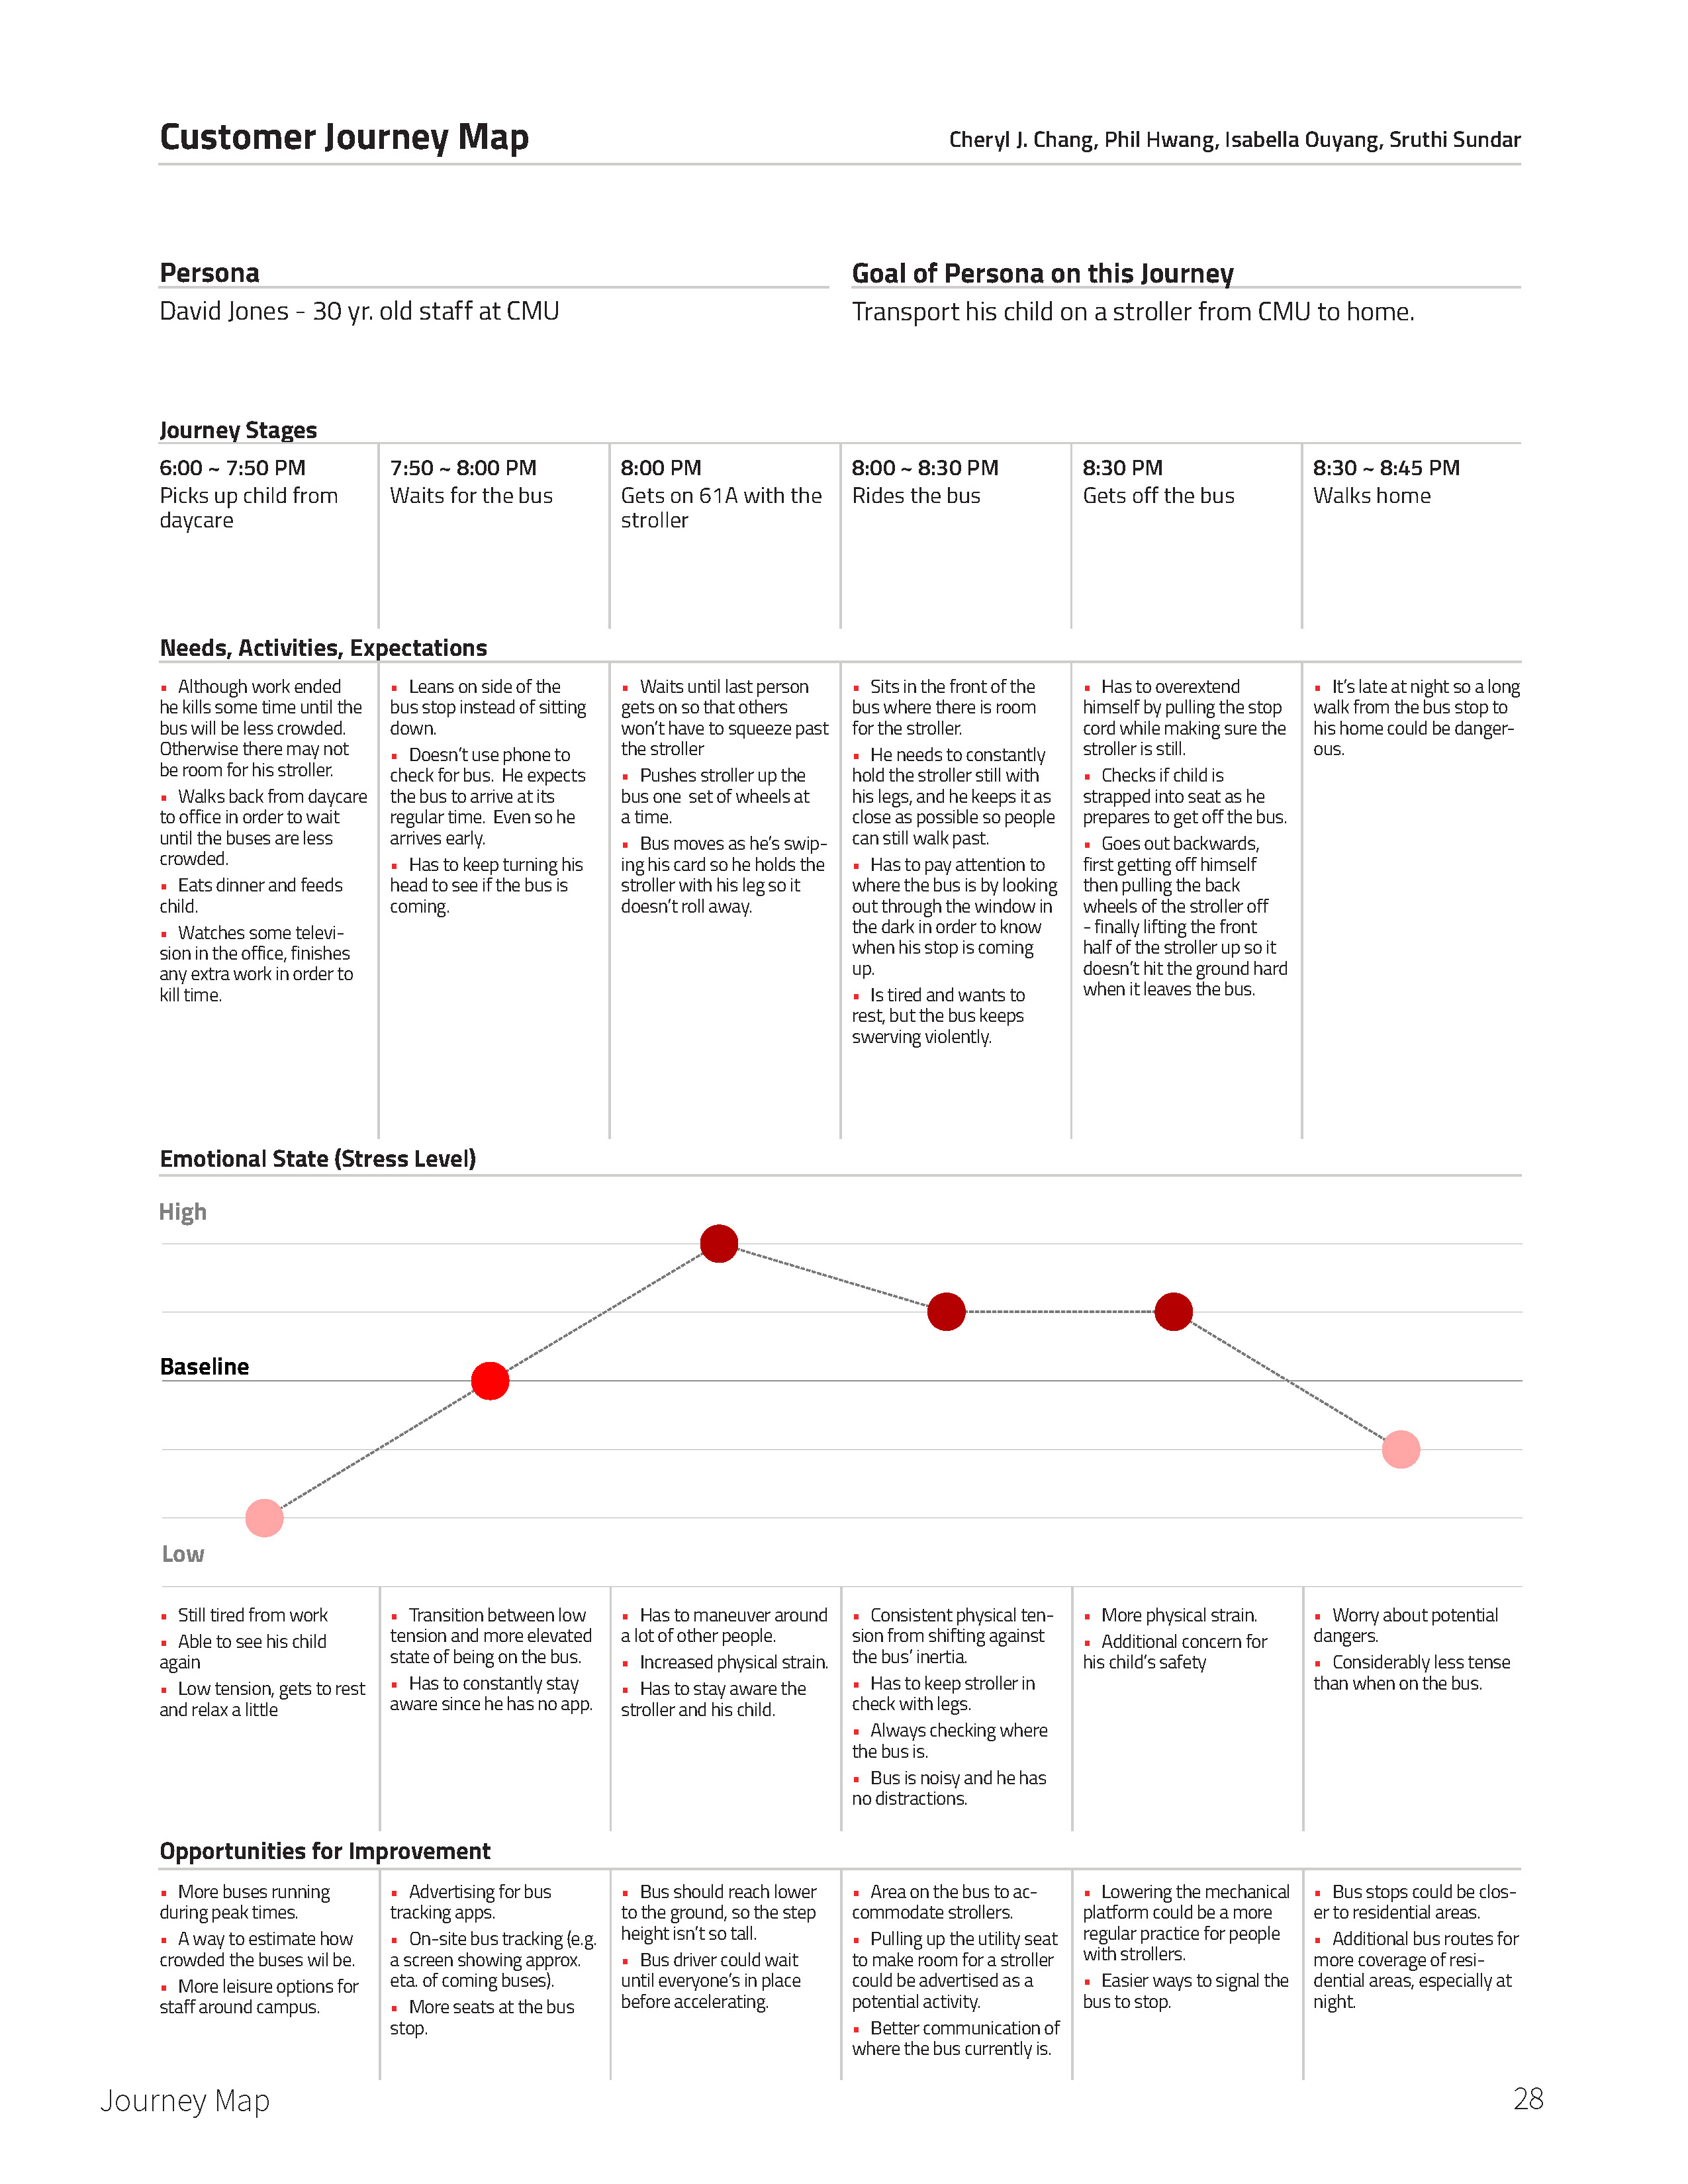 Customer Journey Map
Cheryl J. Chang, Phil Hwang, Isabella Ouyang, Sruthi Sundar
Persona
David Jones - 30 yr. old staff at CMU
Goal of Persona on this Journey
Transport his child on a stroller from CMU to home.
Journey Stages
6:00 ~ 7:50 PM
Picks up child from
daycare
7:50 ~ 8:00 PM
Waits for the bus
8:00 PM
Gets on 61A with the
stroller
8:00 ~ 8:30 PM
Rides the bus
8:30 PM
Gets off the bus
8:30 ~ 8:45 PM
Walks home
Needs, Activities, Expectations
▪ Although work ended
he kills some time until the
bus will be less crowded.
Otherwise there may not
be room for his stroller.
▪ Walks back from daycare
to office in order to wait
until the buses are less
crowded.
▪ Eats dinner and feeds
child.
▪ Watches some televi-
sion in the office, finishes
any extra work in order to
kill time.
▪ Leans on side of the
bus stop instead of sitting
down.
▪ Doesn't use phone to
check for bus. He expects
the bus to arrive at its
regular time. Even so he
arrives early.
▪ Has to keep turning his
head to see if the bus is
coming.
▪ Waits until last person
gets on so that others
won't have to squeeze past
the stroller
▪ Pushes stroller up the
bus one set of wheels at
a time.
▪ Bus moves as he's swip-
ing his card so he holds the
stroller with his leg so it
doesn't roll away.
▪ Sits in the front of the
bus where there is room
for the stroller.
▪ He needs to constantly
hold the stroller still with
his legs, and he keeps it as
close as possible so people
can still walk past.
▪ Has to pay attention to
where the bus is by looking
out through the window in
the dark in order to know
when his stop is coming
up.
▪ Is tired and wants to
rest, but the bus keeps
swerving violently.
▪ Has to overextend
himself by pulling the stop
cord while making sure the
stroller is still.
▪ Checks if child is
strapped into seat as he
prepares to get off the bus.
▪ Goes out backwards,
first getting off himself
then pulling the back
wheels of the stroller off
- finally lifting the front
half of the stroller up so it
doesn't hit the ground hard
when it leaves the bus.
▪ It's late at night so a long
walk from the bus stop to
his home could be danger-
ous.
Emotional State (Stress Level)
High
Baseline
Low
▪ Still tired from work
▪ Able to see his child
again
▪ Low tension, gets to rest
and relax a little
▪ Transition between low
tension and more elevated
state of being on the bus.
▪ Has to constantly stay
aware since he has no app.
▪ Has to maneuver around
a lot of other people.
▪ Increased physical strain.
▪ Has to stay aware the
stroller and his child.
▪ Consistent physical ten-
sion from shifting against
the bus' inertia.
▪ Has to keep stroller in
check with legs.
▪ Always checking where
the bus is.
▪ Bus is noisy and he has
no distractions.
▪ More physical strain.
▪ Additional concern for
his child's safety
▪ Worry about potential
dangers.
▪ Considerably less tense
than when on the bus.
Opportunities for Improvement
▪ More buses running
during peak times.
▪ A way to estimate how
crowded the buses wil be.
▪ More leisure options for
staff around campus.
▪ Advertising for bus
tracking apps.
▪ On-site bus tracking (e.g.
a screen showing approx.
eta. of coming buses).
▪ More seats at the bus
stop.
▪ Bus should reach lower
to the ground, so the step
height isn't so tall.
▪ Bus driver could wait
until everyone's in place
before accelerating.
▪ Area on the bus to ac-
commodate strollers.
▪ Pulling up the utility seat
to make room for a stroller
could be advertised as a
potential activity.
▪ Better communication of
where the bus currently is.
▪ Lowering the mechanical
platform could be a more
regular practice for people
with strollers.
▪ Easier ways to signal the
bus to stop.
▪ Bus stops could be clos-
er to residential areas.
▪ Additional bus routes for
more coverage of resi-
dential areas, especially at
night.
Journey Map
28